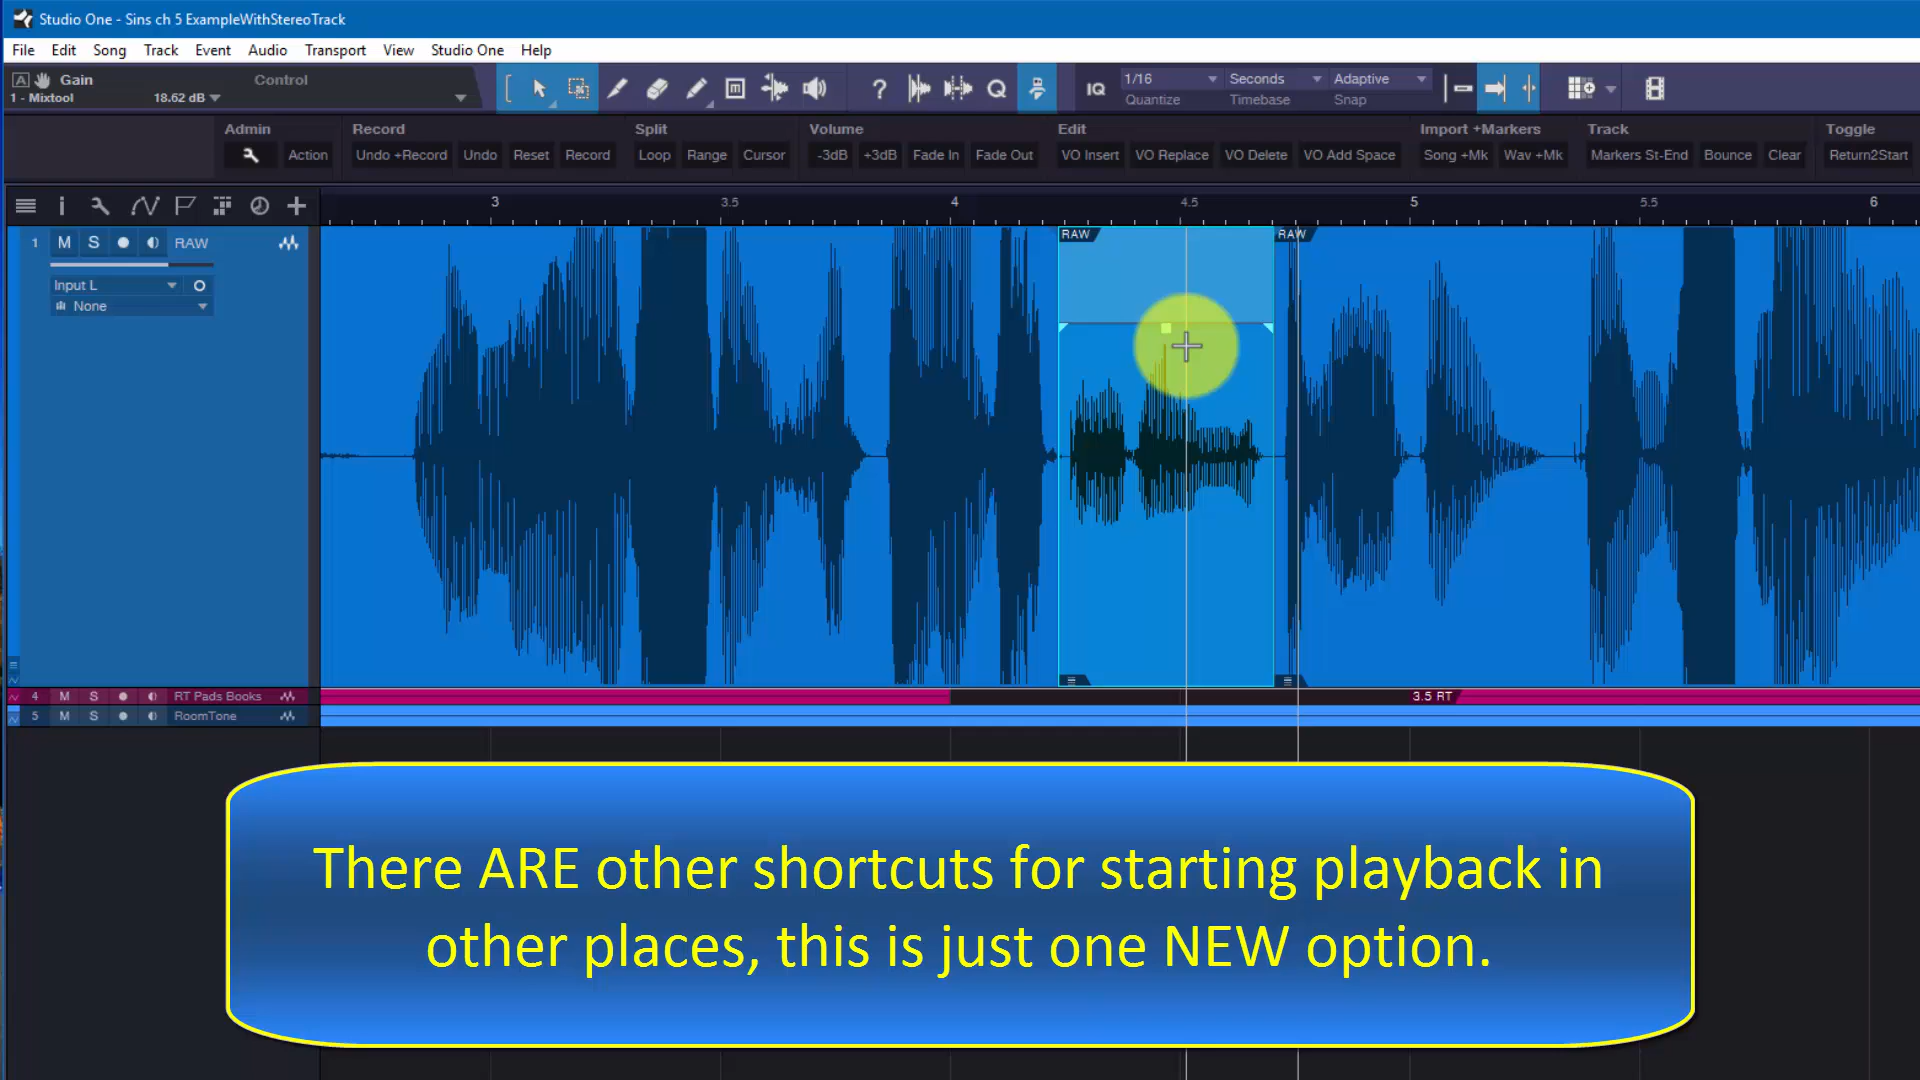 Studio One - Sins ch 5 ExampleWithStereoTrack
File Edit Song Track Event Audio Transport View Studio One Help
A Gain Control
1 - Mixtool 18.62 dB
? Q IQ 1/16 Seconds Adaptive
Quantize Timebase Snap
Admin Record Split Volume Edit Import +Markers Track Toggle
Action Undo +Record Undo Reset Record Loop Range Cursor -3dB +3dB Fade In Fade Out VO Insert VO Replace VO Delete VO Add Space Song +Mk Wav +Mk Markers St-End Bounce Clear Return2Start
3 3.5 4 4.5 5 5.5 6
1 M S RAW
RAW RAW
Input L
None
4 M S RT Pads Books 3.5 RT
5 M S RoomTone
There ARE other shortcuts for starting playback in
other places, this is just one NEW option.